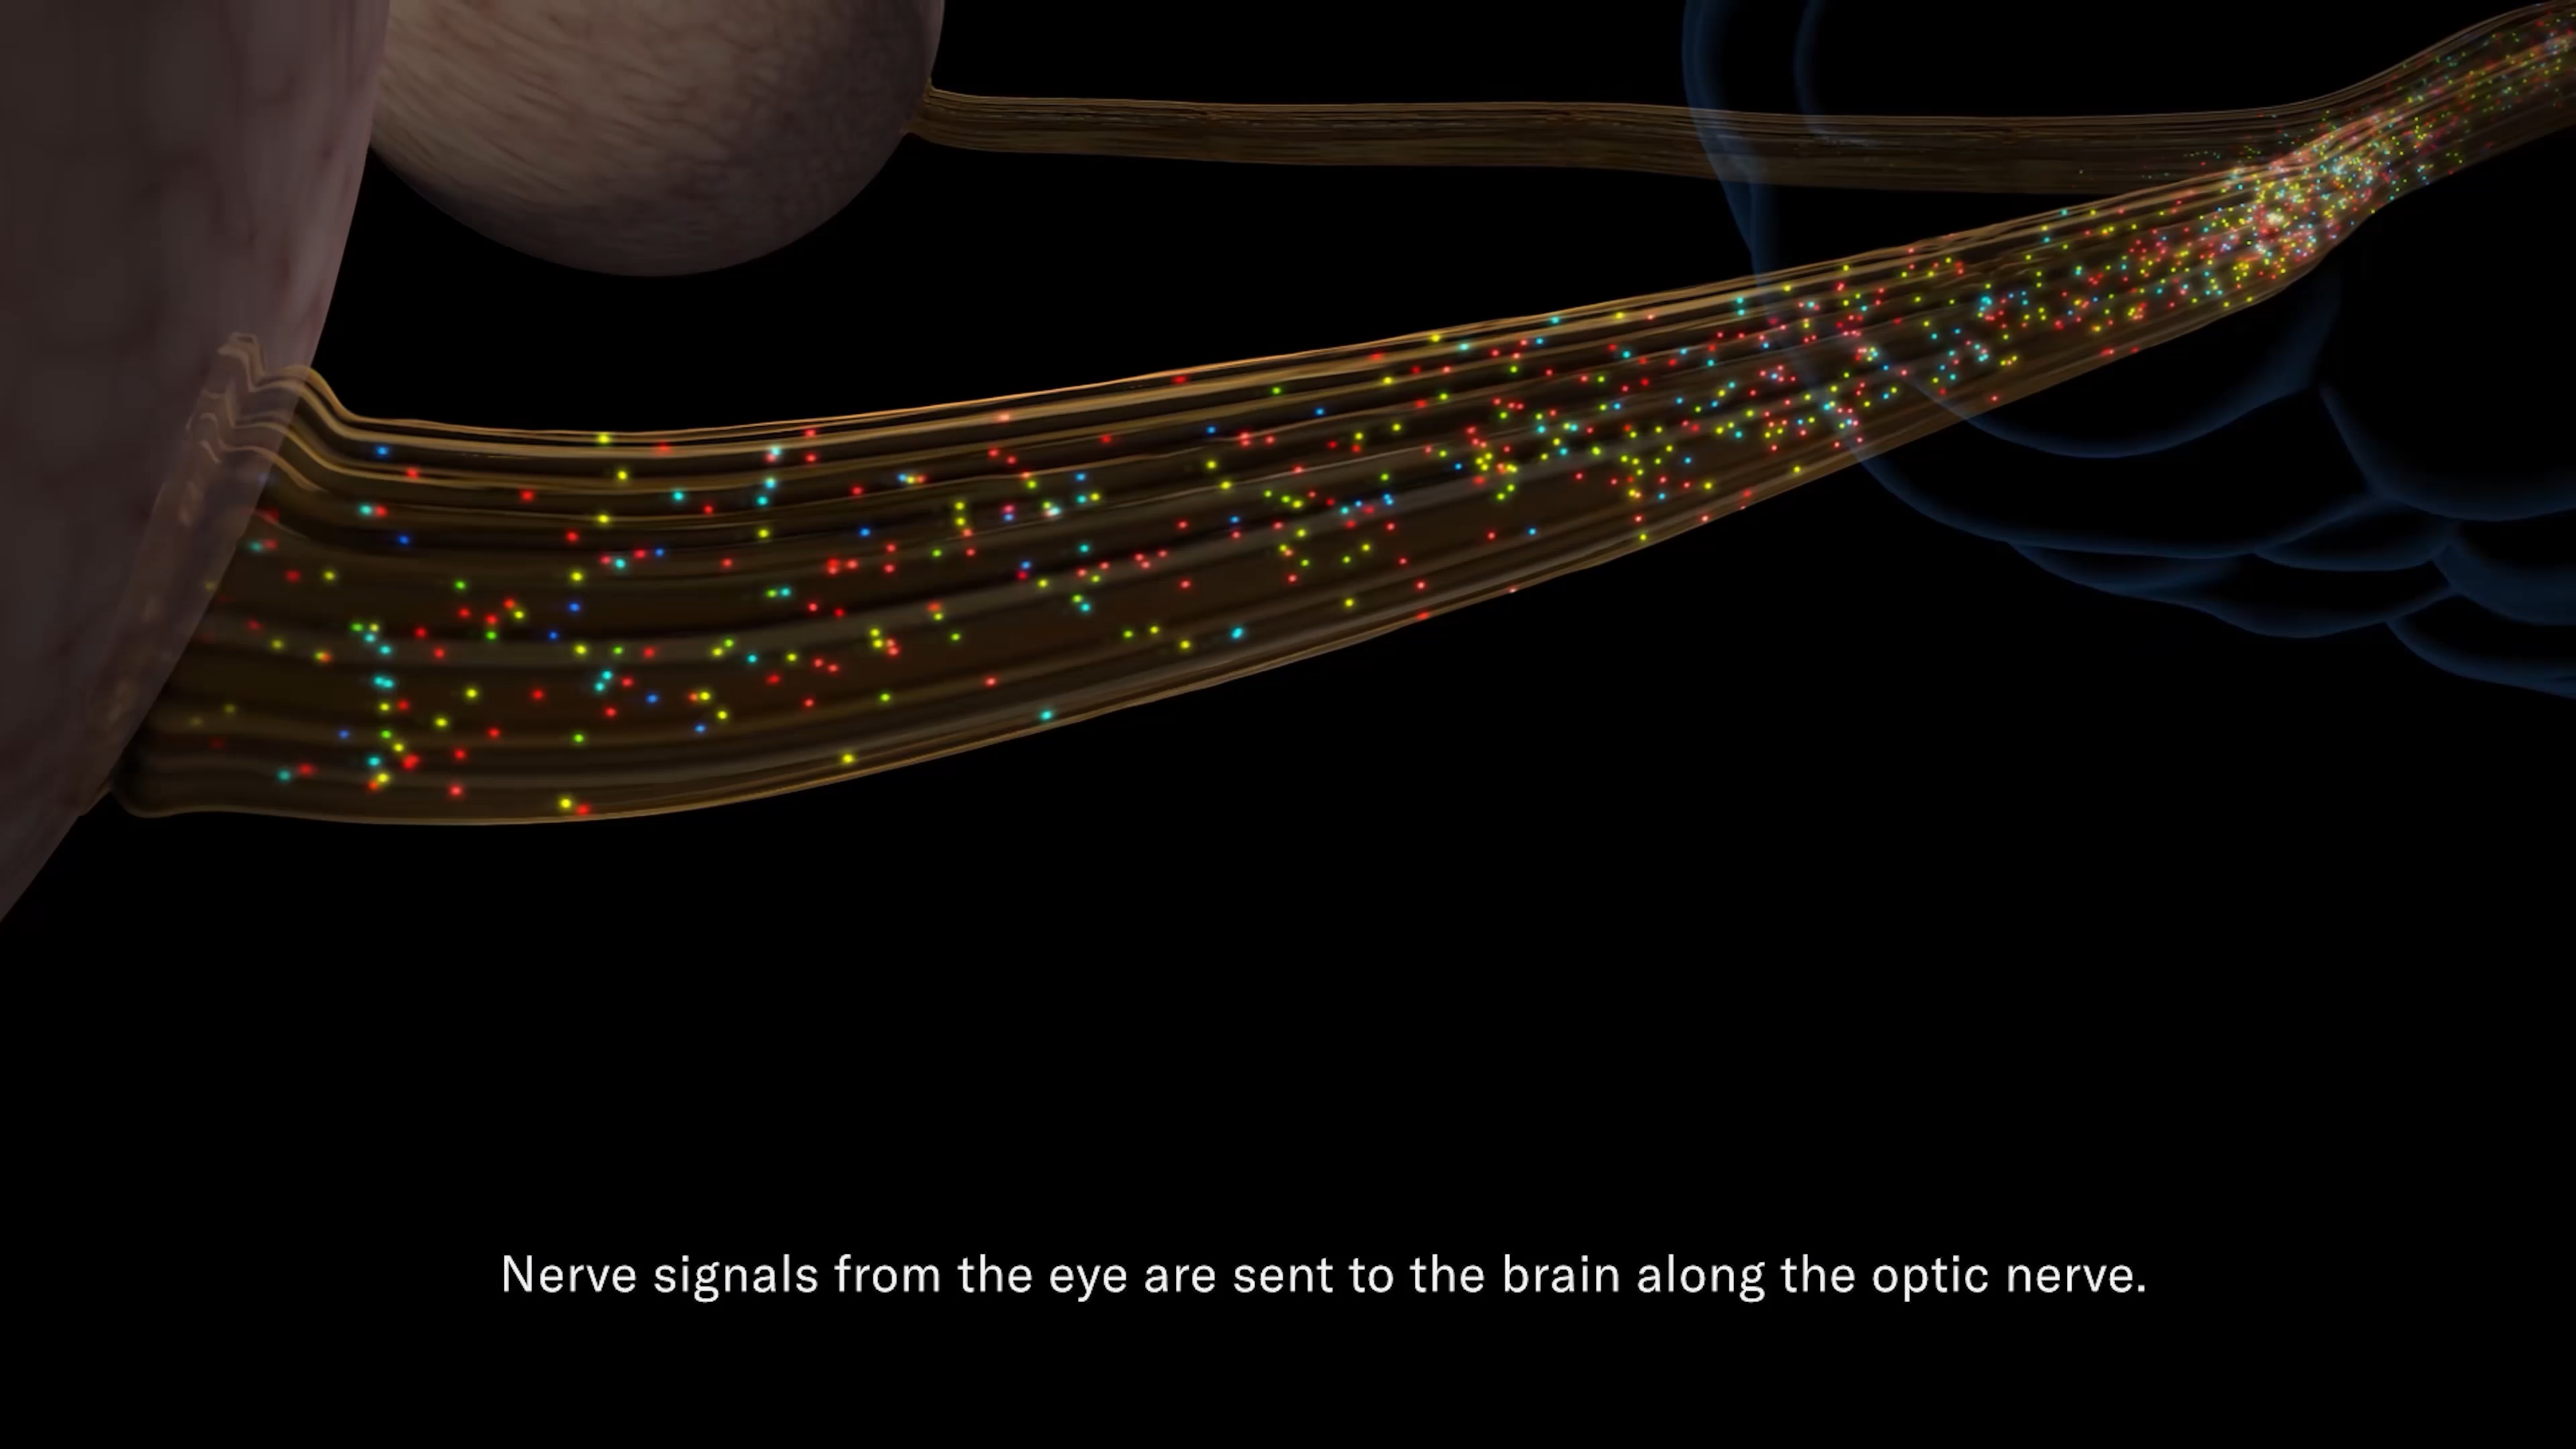 Nerve signals from the eye are sent to the brain along the optic nerve.